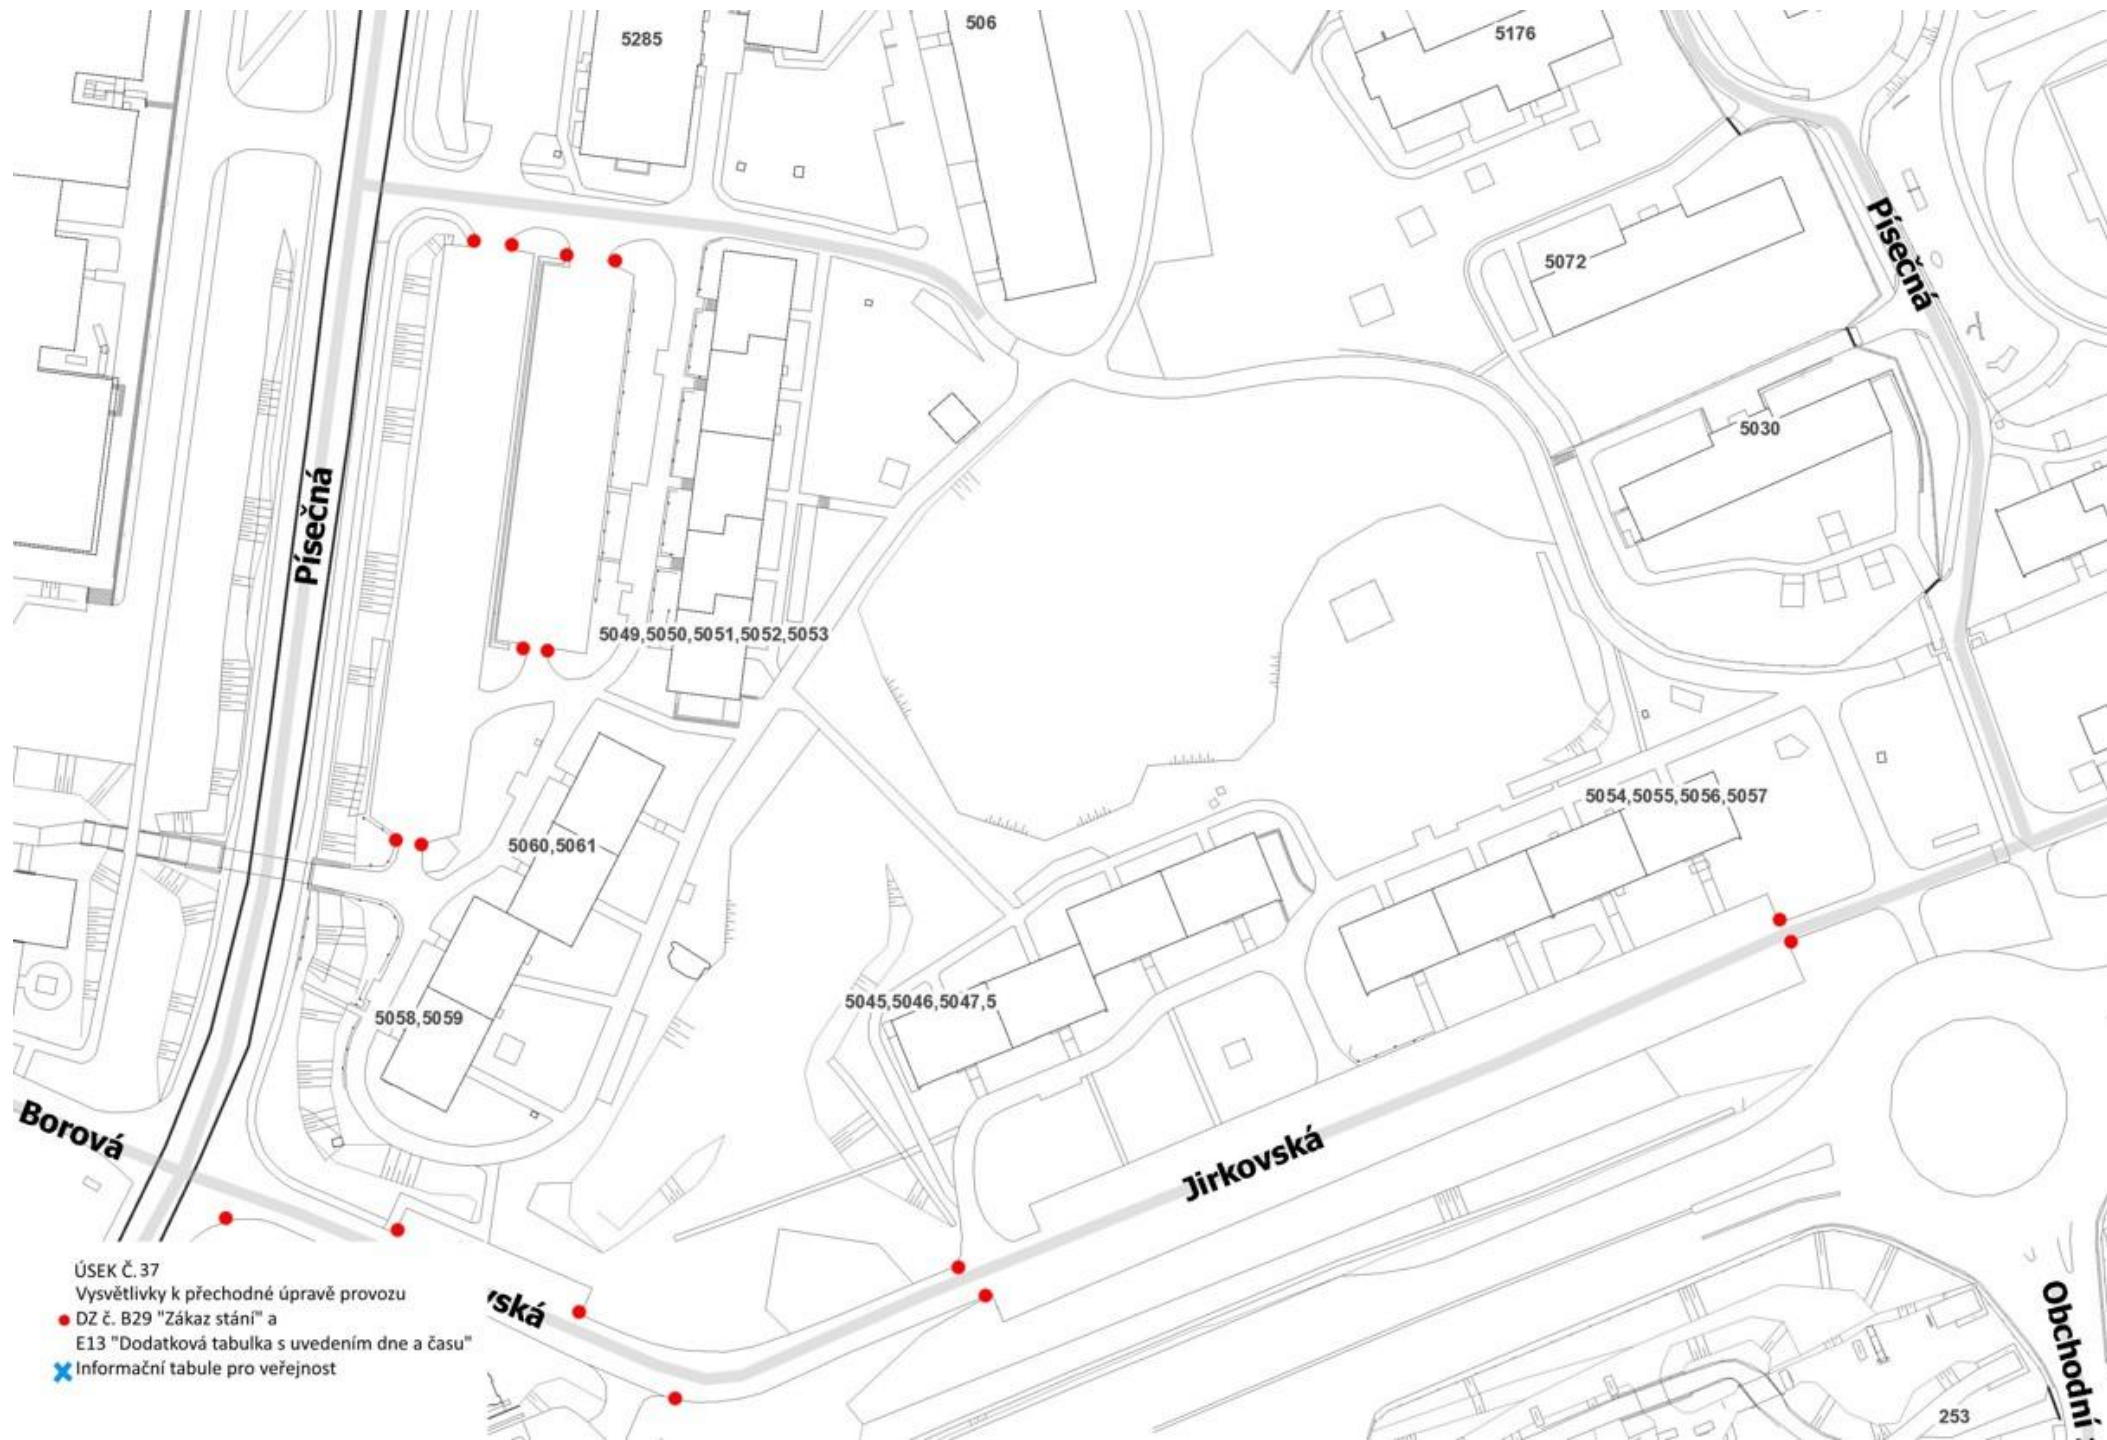 5285
506
5176
Písečná
5072
5030
Písečná
5049,5050,5051,5052,5053
5054,5055,5056,5057
5060,5061
5045,5046,5047,5
5058,5059
Borová
Jirkovská
ÚSEK Č. 37
Vysvětlivky k přechodné úpravě provozu
DZ č. B29 "Zákaz stání" a
E13 "Dodatková tabulka s uvedením dne a času"
Informační tabule pro veřejnost
vská
Obchodní
253